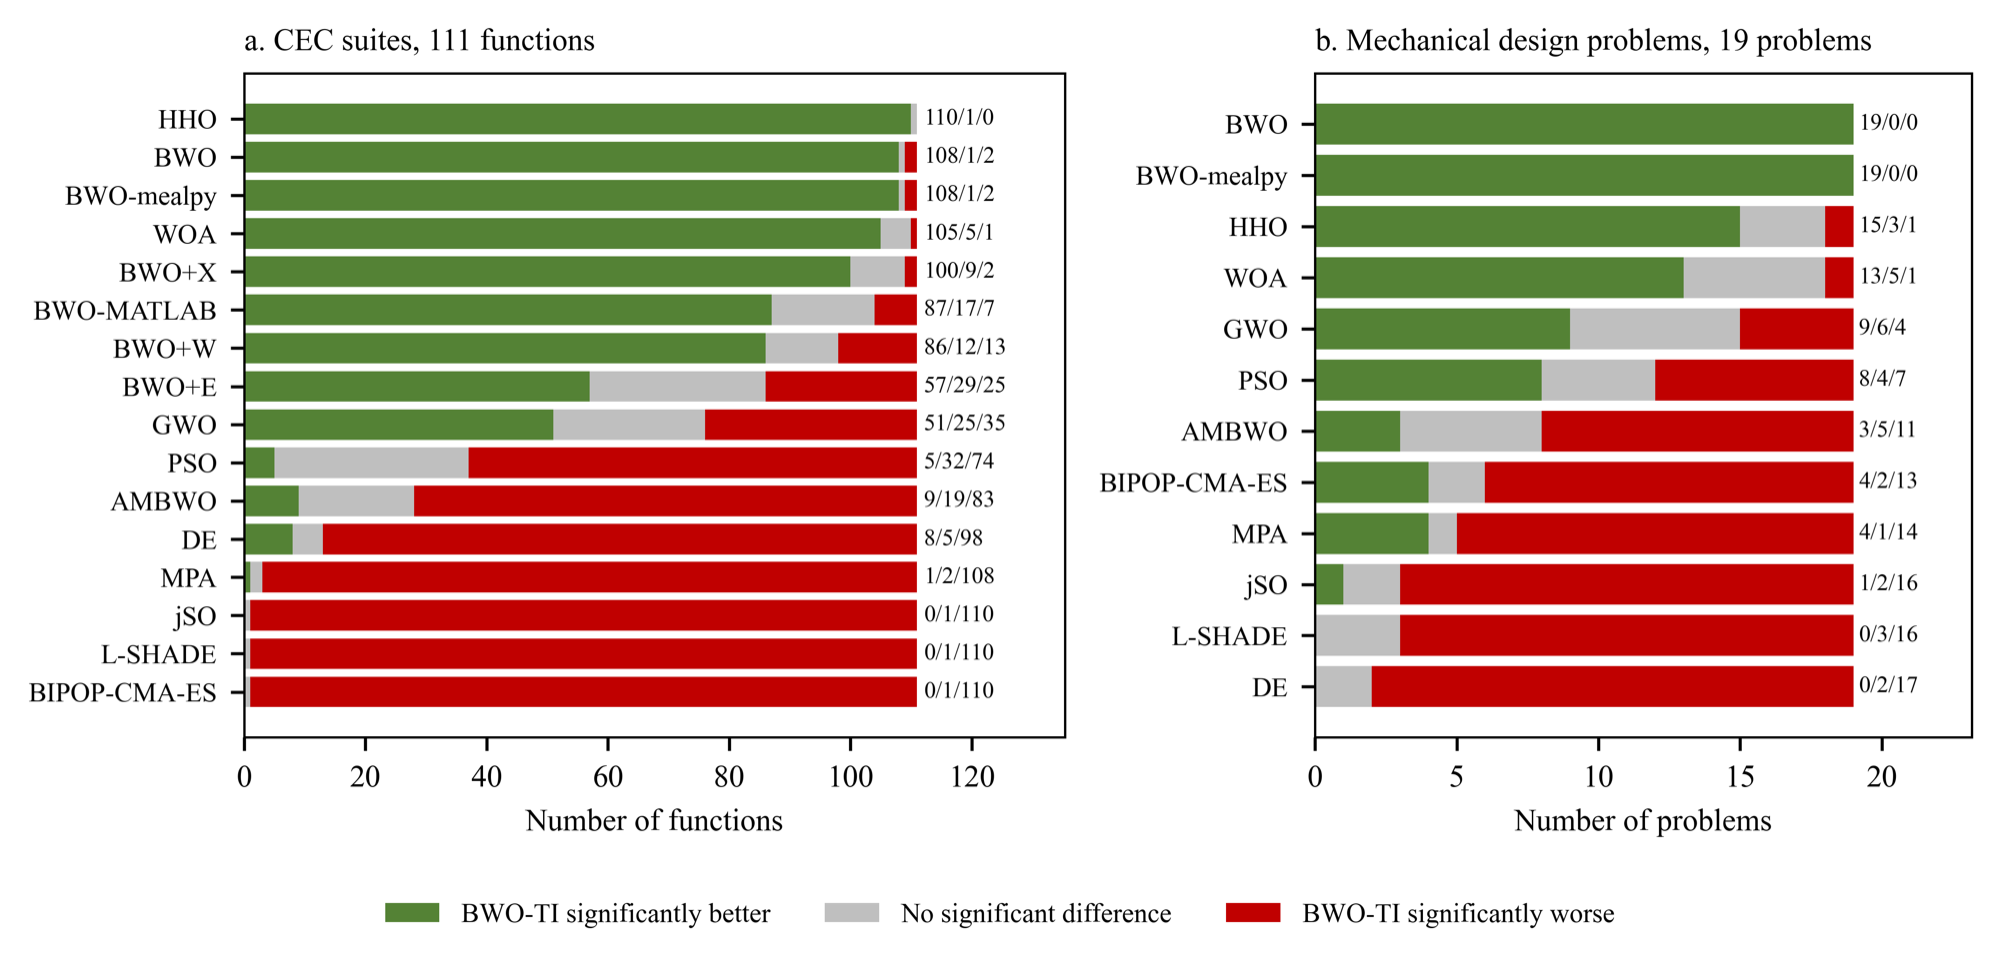 a. CEC suites, 111 functions
HHO 110/1/0
BWO 108/1/2
BWO-mealpy 108/1/2
WOA 105/5/1
BWO+X 100/9/2
BWO-MATLAB 87/17/7
BWO+W 86/12/13
BWO+E 57/29/25
GWO 51/25/35
PSO 5/32/74
AMBWO 9/19/83
DE 8/5/98
MPA 1/2/108
jSO 0/1/110
L-SHADE 0/1/110
BIPOP-CMA-ES 0/1/110
0 20 40 60 80 100 120
Number of functions
b. Mechanical design problems, 19 problems
BWO 19/0/0
BWO-mealpy 19/0/0
HHO 15/3/1
WOA 13/5/1
GWO 9/6/4
PSO 8/4/7
AMBWO 3/5/11
BIPOP-CMA-ES 4/2/13
MPA 4/1/14
jSO 1/2/16
L-SHADE 0/3/16
DE 0/2/17
0 5 10 15 20
Number of problems
BWO-TI significantly better No significant difference BWO-TI significantly worse